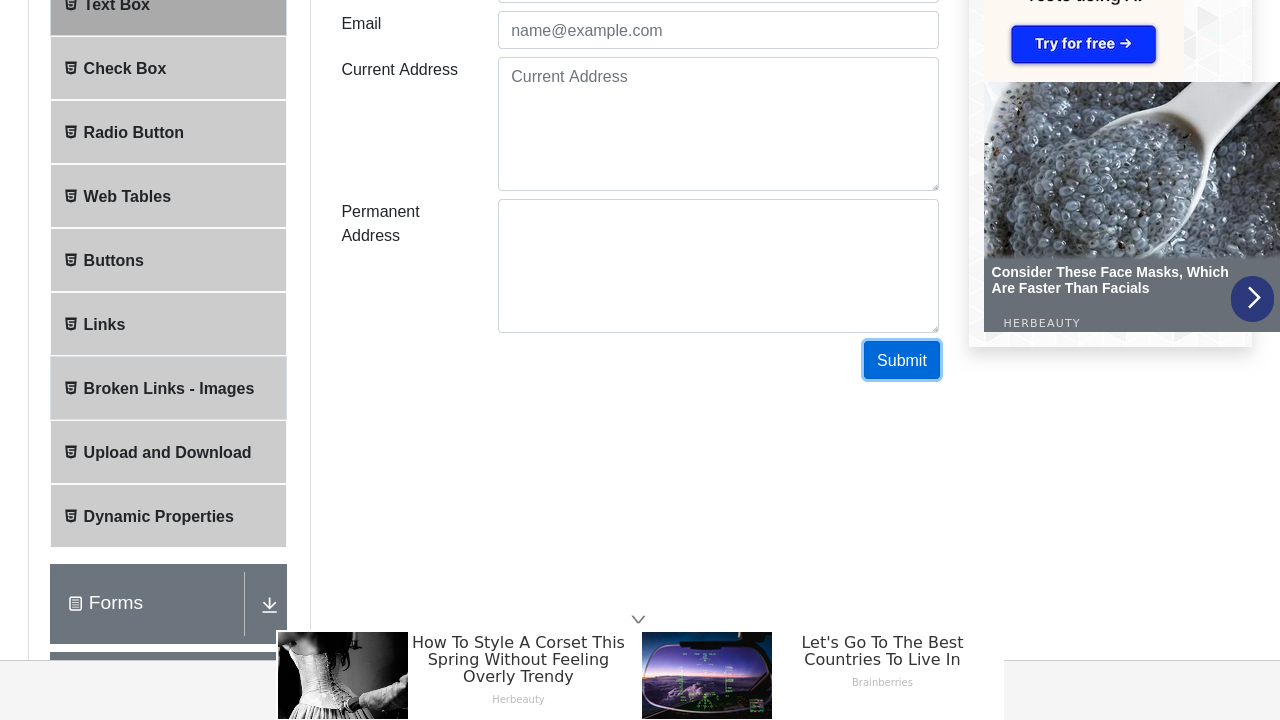 Text Box
Check Box
Radio Button
Web Tables
Buttons
Links
Broken Links - Images
Upload and Download
Dynamic Properties
Forms
Email
name@example.com
Current Address
Current Address
Permanent
Address
Submit
Try for free →
Consider These Face Masks, Which
Are Faster Than Facials
HERBEAUTY
How To Style A Corset This
Spring Without Feeling
Overly Trendy
Herbeauty
Let's Go To The Best
Countries To Live In
Brainberries